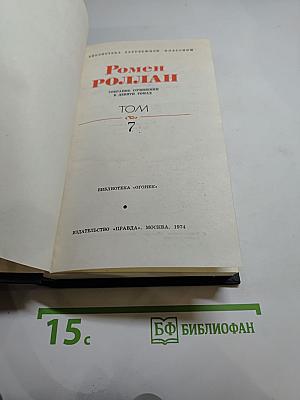 БИБЛИОТЕКА ЗАРУБЕЖНОЙ КЛАССИКИ
Ромен
РОЛЛАН
СОБРАНИЕ СОЧИНЕНИЙ
В ДЕВЯТИ ТОМАХ
ТОМ
7
БИБЛИОТЕКА «ОГОНЕК»
ИЗДАТЕЛЬСТВО «ПРАВДА». МОСКВА. 1974
15 с
БФ БИБЛИОФАН